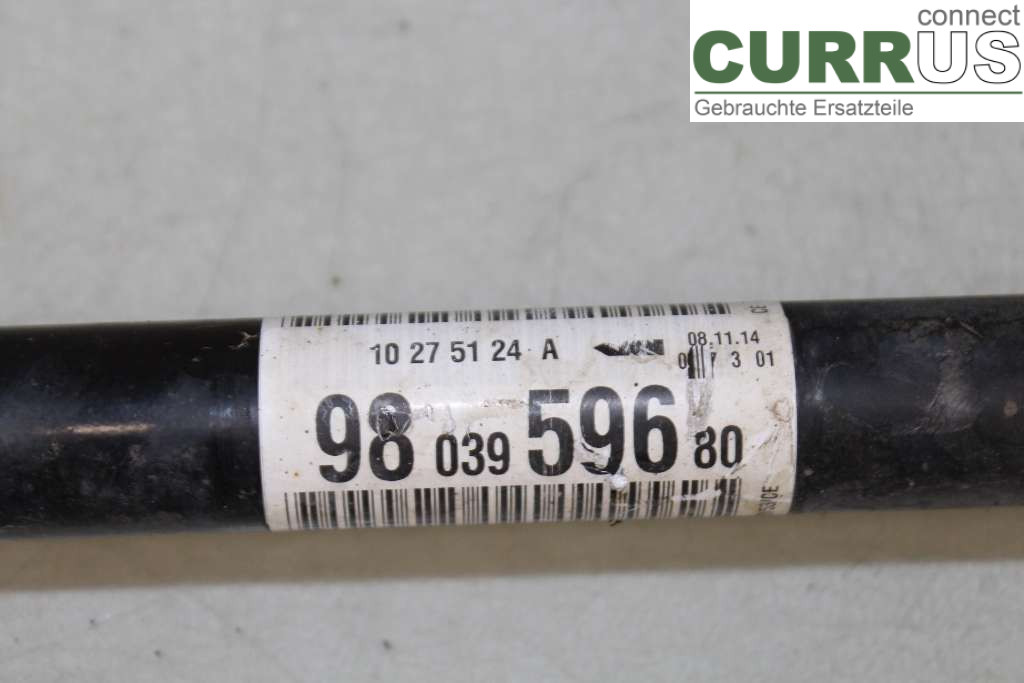 connect
CURRUS
Gebrauchte Ersatzteile
10 27 51 24 A
08.11.14
3 01
98 039 596 80